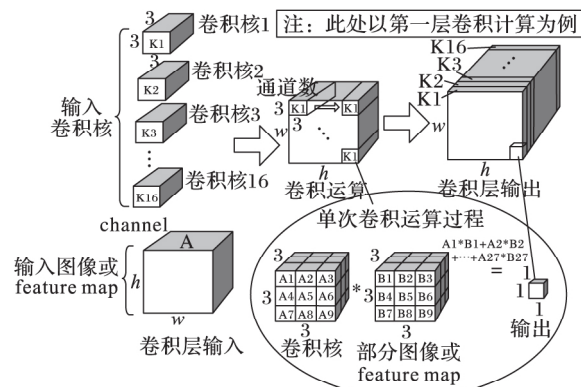 注：此处以第一层卷积计算为例
3
3
K1
卷积核1
3
K2
卷积核2
K3
卷积核3
K16
卷积核16
输入
卷积核
通道数
3
3
K1
K1
K1
w
h
卷积运算
K16
K3
K2
K1
w
h
卷积层输出
channel
A
输入图像或
feature map
h
w
卷积层输入
单次卷积运算过程
3
A1 A2 A3
3 A4 A5 A6
A7 A8 A9
3
卷积核
*
3
B1 B2 B3
3 B4 B5 B6
B7 B8 B9
3
部分图像或
feature map
A1*B1+A2*B2
+…+A27*B27
=
1
1
1
输出